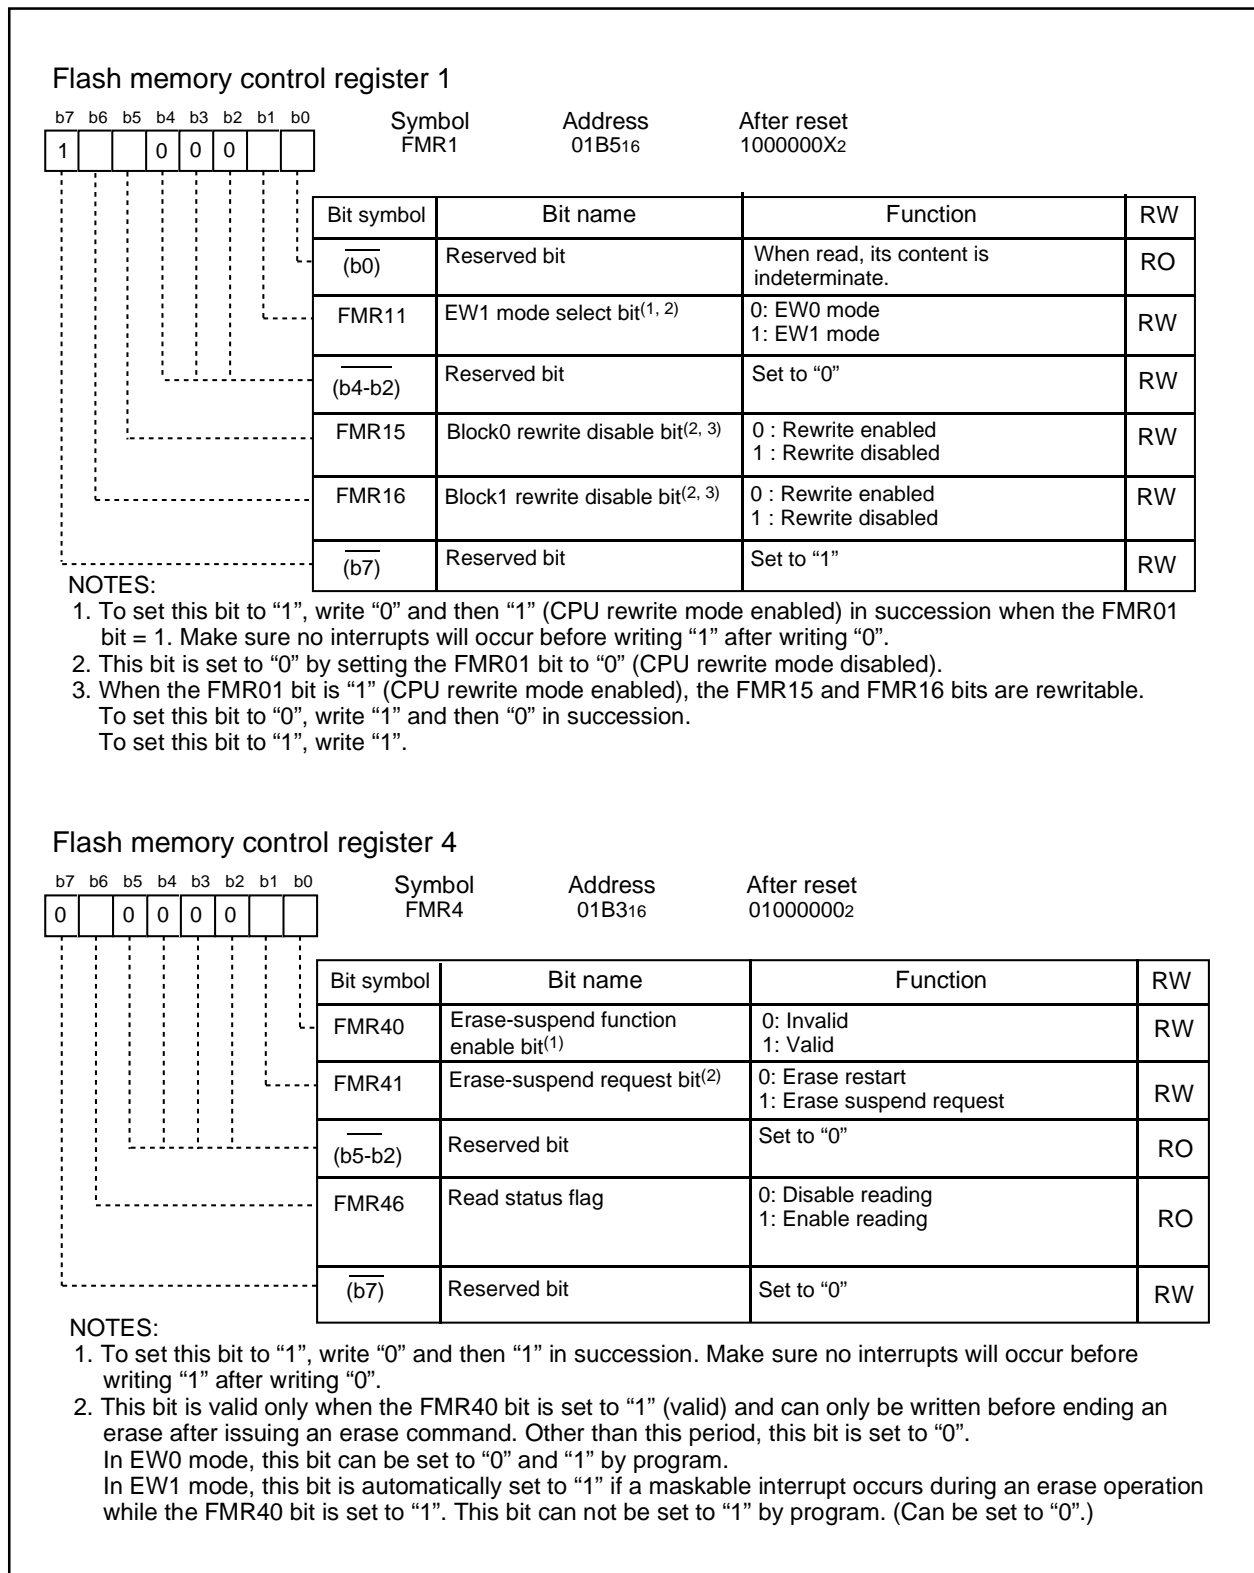 Flash memory control register 1
b7 b6 b5 b4 b3 b2 b1 b0
Symbol Address After reset
1 0 0 0 FMR1 01B516 1000000X2
Bit symbol Bit name Function RW
(b0) Reserved bit When read, its content is indeterminate. RO
FMR11 EW1 mode select bit(1, 2) 0: EW0 mode
1: EW1 mode RW
(b4-b2) Reserved bit Set to “0” RW
FMR15 Block0 rewrite disable bit(2, 3) 0 : Rewrite enabled
1 : Rewrite disabled RW
FMR16 Block1 rewrite disable bit(2, 3) 0 : Rewrite enabled
1 : Rewrite disabled RW
(b7) Reserved bit Set to “1” RW
NOTES:
1. To set this bit to “1”, write “0” and then “1” (CPU rewrite mode enabled) in succession when the FMR01
bit = 1. Make sure no interrupts will occur before writing “1” after writing “0”.
2. This bit is set to “0” by setting the FMR01 bit to “0” (CPU rewrite mode disabled).
3. When the FMR01 bit is “1” (CPU rewrite mode enabled), the FMR15 and FMR16 bits are rewritable.
To set this bit to “0”, write “1” and then “0” in succession.
To set this bit to “1”, write “1”.
Flash memory control register 4
b7 b6 b5 b4 b3 b2 b1 b0
Symbol Address After reset
0 0 0 0 0 FMR4 01B316 010000002
Bit symbol Bit name Function RW
FMR40 Erase-suspend function
enable bit(1) 0: Invalid
1: Valid RW
FMR41 Erase-suspend request bit(2) 0: Erase restart
1: Erase suspend request RW
(b5-b2) Reserved bit Set to “0” RO
FMR46 Read status flag 0: Disable reading
1: Enable reading RO
(b7) Reserved bit Set to “0” RW
NOTES:
1. To set this bit to “1”, write “0” and then “1” in succession. Make sure no interrupts will occur before
writing “1” after writing “0”.
2. This bit is valid only when the FMR40 bit is set to “1” (valid) and can only be written before ending an
erase after issuing an erase command. Other than this period, this bit is set to “0”.
In EW0 mode, this bit can be set to “0” and “1” by program.
In EW1 mode, this bit is automatically set to “1” if a maskable interrupt occurs during an erase operation
while the FMR40 bit is set to “1”. This bit can not be set to “1” by program. (Can be set to “0”.)